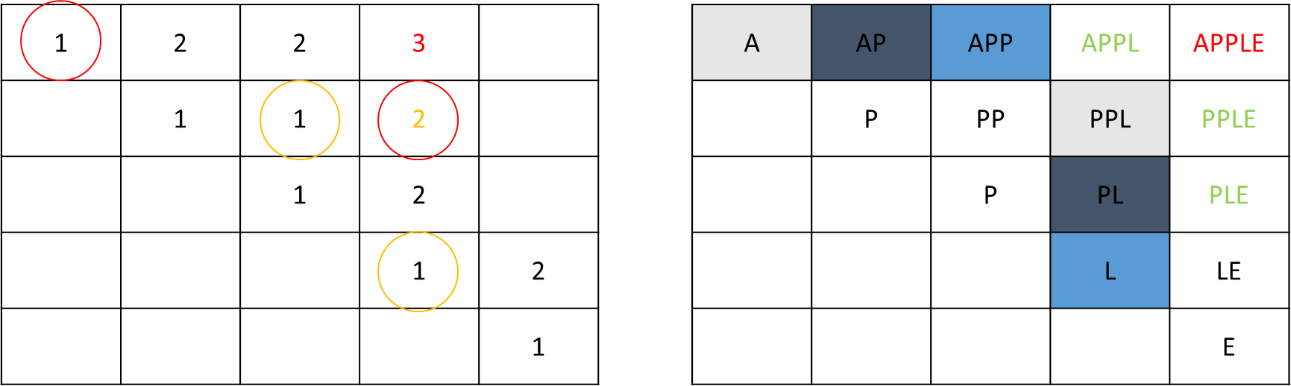 1 2 2 3 A AP APP APPL APPLE
1 1 2 P PP PPL PPLE
1 2 P PL PLE
1 2 L LE
1 E